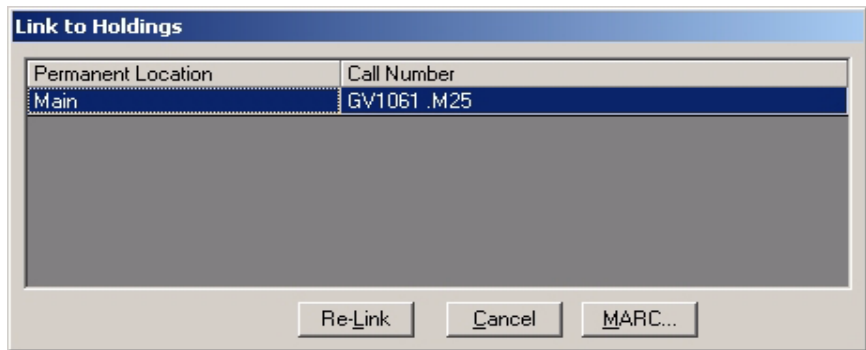 Link to Holdings
Permanent Location Call Number
Main GV1061 .M25
Re-Link Cancel MARC...